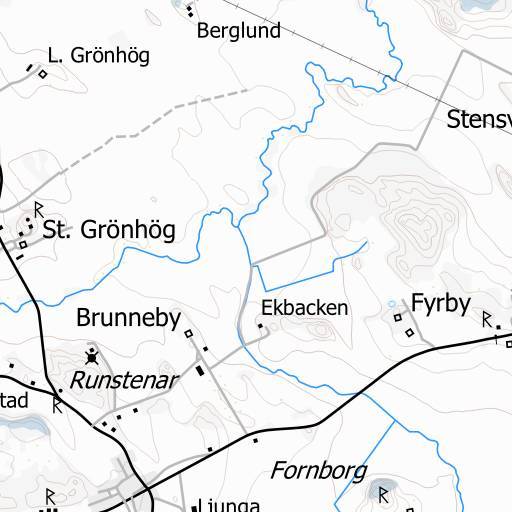 Berglund
L. Grönhög
Stensv
St. Grönhög
Ekbacken
Fyrby
Brunneby
Runstenar
tad
Fornborg
Ljunga